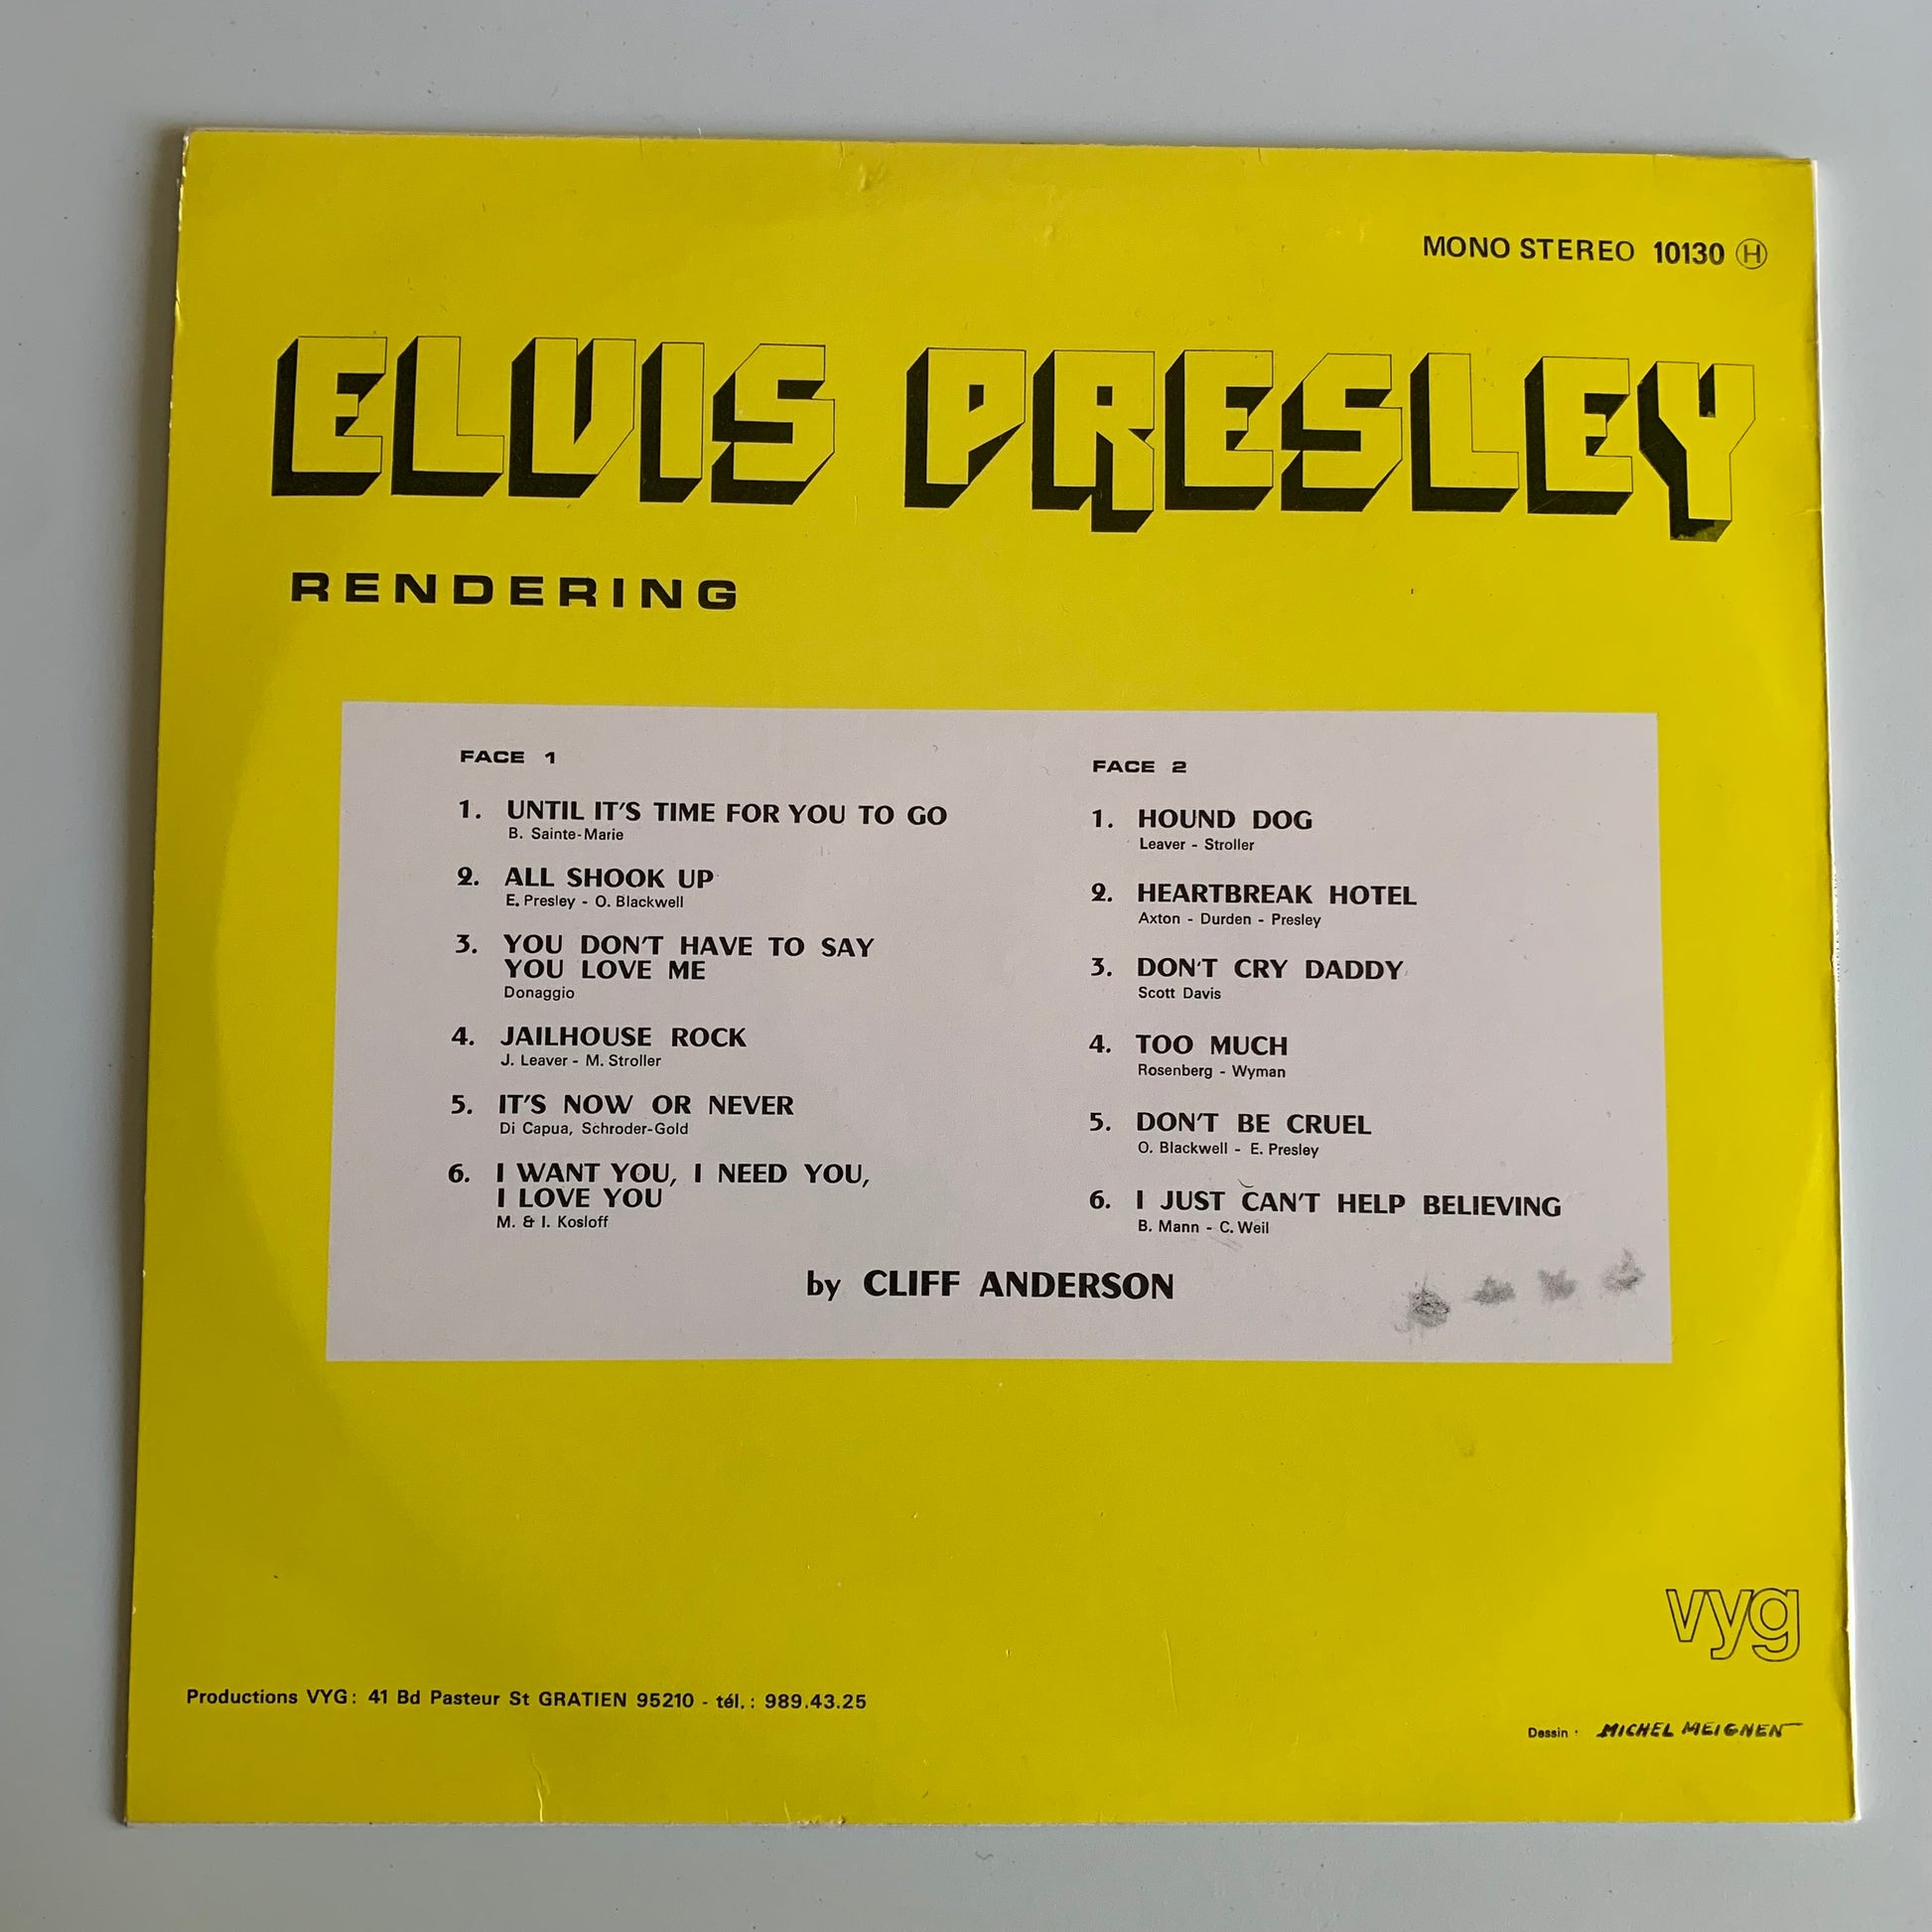 MONO STEREO 10130 Ⓗ
ELVIS PRESLEY
RENDERING
FACE 1
1. UNTIL IT'S TIME FOR YOU TO GO
B. Sainte-Marie
2. ALL SHOOK UP
E. Presley - O. Blackwell
3. YOU DON'T HAVE TO SAY
YOU LOVE ME
Donaggio
4. JAILHOUSE ROCK
J. Leaver - M. Stroller
5. IT'S NOW OR NEVER
Di Capua, Schroder-Gold
6. I WANT YOU, I NEED YOU,
I LOVE YOU
M. & I. Kosloff
FACE 2
1. HOUND DOG
Leaver - Stroller
2. HEARTBREAK HOTEL
Axton - Durden - Presley
3. DON'T CRY DADDY
Scott Davis
4. TOO MUCH
Rosenberg - Wyman
5. DON'T BE CRUEL
O. Blackwell - E. Presley
6. I JUST CAN'T HELP BELIEVING
B. Mann - C. Weil
by CLIFF ANDERSON
vyg
Productions VYG: 41 Bd Pasteur St GRATIEN 95210 - tél.: 989.43.25
Dessin : MICHEL MEIGNEN